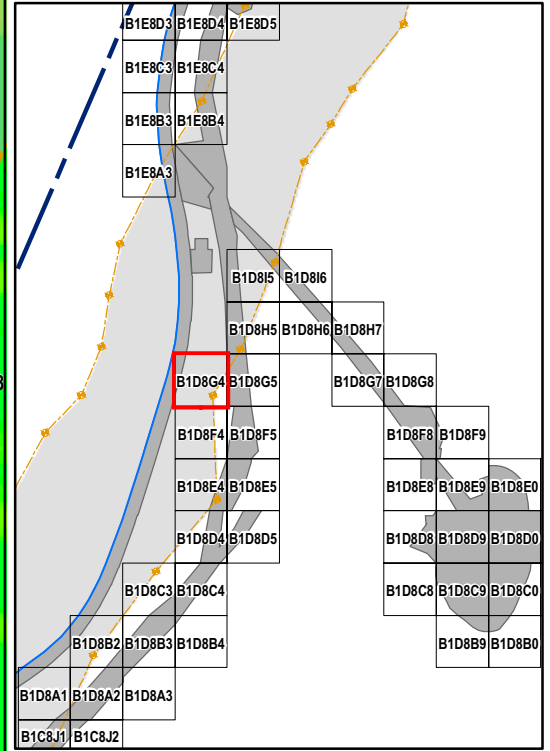 B1E8D3 B1E8D4 B1E8D5
B1E8C3 B1E8C4
B1E8B3 B1E8B4
B1E8A3
B1D8I5 B1D8I6
B1D8H5 B1D8H6 B1D8H7
B1D8G4 B1D8G5 B1D8G7 B1D8G8
B1D8F4 B1D8F5 B1D8F8 B1D8F9
B1D8E4 B1D8E5 B1D8E8 B1D8E9 B1D8E0
B1D8D4 B1D8D5 B1D8D8 B1D8D9 B1D8D0
B1D8C3 B1D8C4 B1D8C8 B1D8C9 B1D8C0
B1D8B2 B1D8B3 B1D8B4 B1D8B9 B1D8B0
B1D8A1 B1D8A2 B1D8A3
B1C8J1 B1C8J2